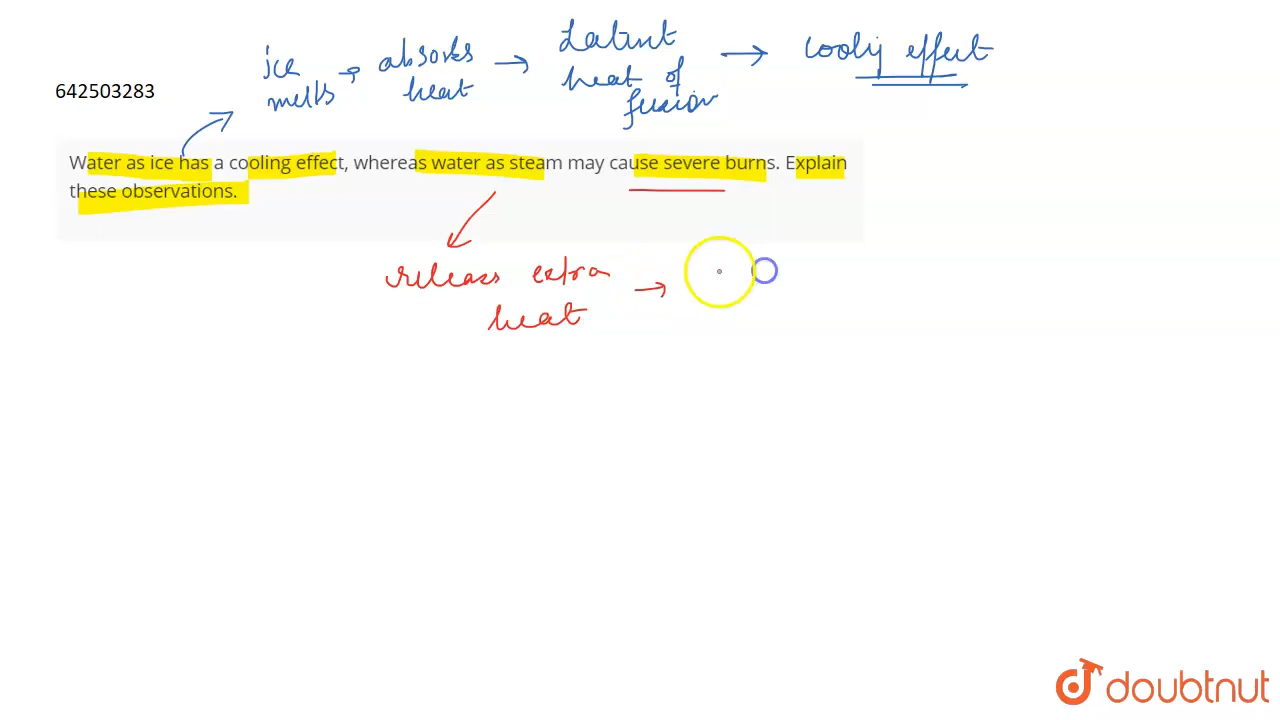 ice → absorbs → Latent → cooling effect
melts heat heat of
fusion
642503283
Water as ice has a cooling effect, whereas water as steam may cause severe burns. Explain
these observations.
release extra →
heat
doubtnut